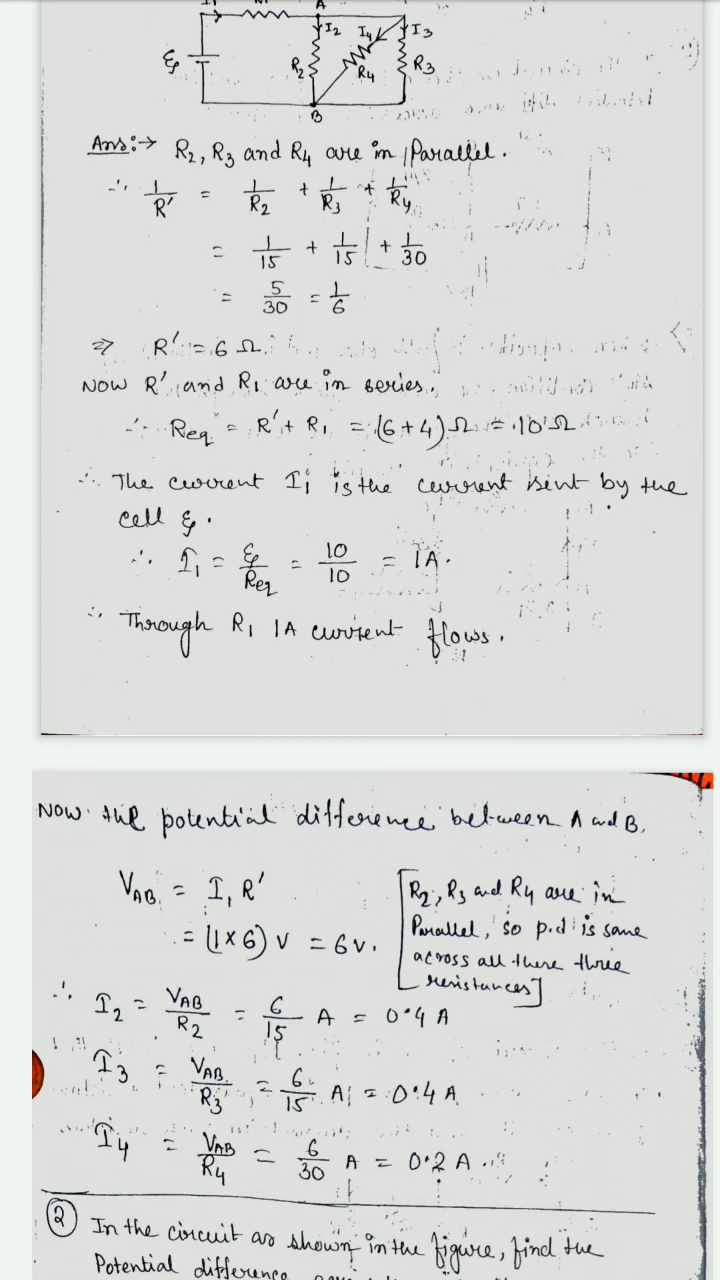 A
I2 I4 I3
ξ R2 R4 R3
B
Ans:→ R2, R3 and R4 are in Parallel.
∴ 1/R' = 1/R2 + 1/R3 + 1/R4
= 1/15 + 1/15 + 1/30
= 5/30 = 1/6
⇒ R' = 6 Ω
NOW R' and R1 are in series.
∴ Req = R' + R1 = (6+4) Ω = 10 Ω
∴ The current I1 is the current sent by the
cell ξ.
∴ I1 = ξ/Req = 10/10 = 1A.
∴ Through R1 1A current flows.
NOW the potential difference between A and B.
VAB = I1 R' [R2, R3 and R4 are in
= (1×6) V = 6V. Parallel, so p.d is same
across all these three
resistances]
∴ I2 = VAB/R2 = 6/15 A = 0.4 A
I3 = VAB/R3 = 6/15 A = 0.4 A
I4 = VAB/R4 = 6/30 A = 0.2 A
(2) In the circuit as shown in the figure, find the
Potential difference